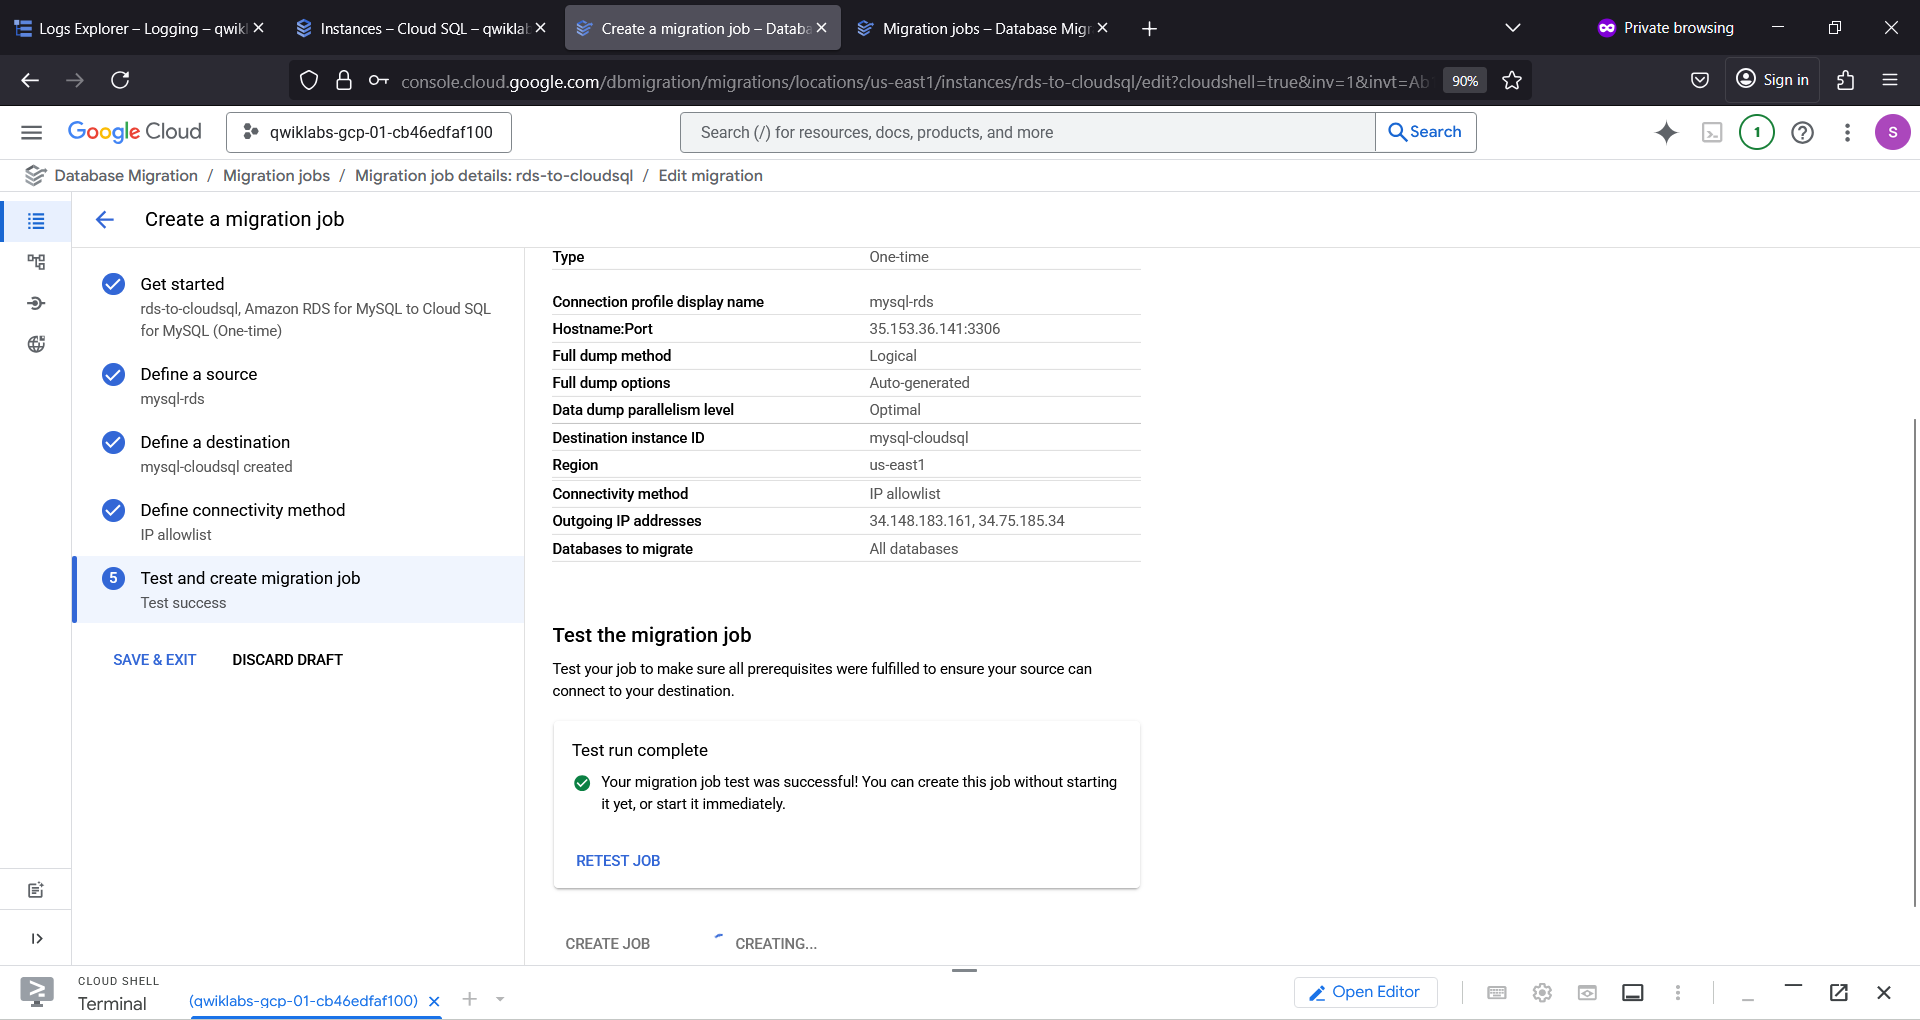 Logs Explorer – Logging – qwikl
Instances – Cloud SQL – qwiklab
Create a migration job – Databa
Migration jobs – Database Migr
Private browsing
console.cloud.google.com/dbmigration/migrations/locations/us-east1/instances/rds-to-cloudsql/edit?cloudshell=true&inv=1&invt=Ab
90%
Sign in
Google Cloud
qwiklabs-gcp-01-cb46edfaf100
Search (/) for resources, docs, products, and more
Search
1
S
Database Migration / Migration jobs / Migration job details: rds-to-cloudsql / Edit migration
Create a migration job
Get started
rds-to-cloudsql, Amazon RDS for MySQL to Cloud SQL
for MySQL (One-time)
Define a source
mysql-rds
Define a destination
mysql-cloudsql created
Define connectivity method
IP allowlist
5 Test and create migration job
Test success
SAVE & EXIT
DISCARD DRAFT
Type One-time
Connection profile display name mysql-rds
Hostname:Port 35.153.36.141:3306
Full dump method Logical
Full dump options Auto-generated
Data dump parallelism level Optimal
Destination instance ID mysql-cloudsql
Region us-east1
Connectivity method IP allowlist
Outgoing IP addresses 34.148.183.161, 34.75.185.34
Databases to migrate All databases
Test the migration job
Test your job to make sure all prerequisites were fulfilled to ensure your source can
connect to your destination.
Test run complete
Your migration job test was successful! You can create this job without starting
it yet, or start it immediately.
RETEST JOB
CREATE JOB
CREATING...
CLOUD SHELL
Terminal
(qwiklabs-gcp-01-cb46edfaf100)
Open Editor